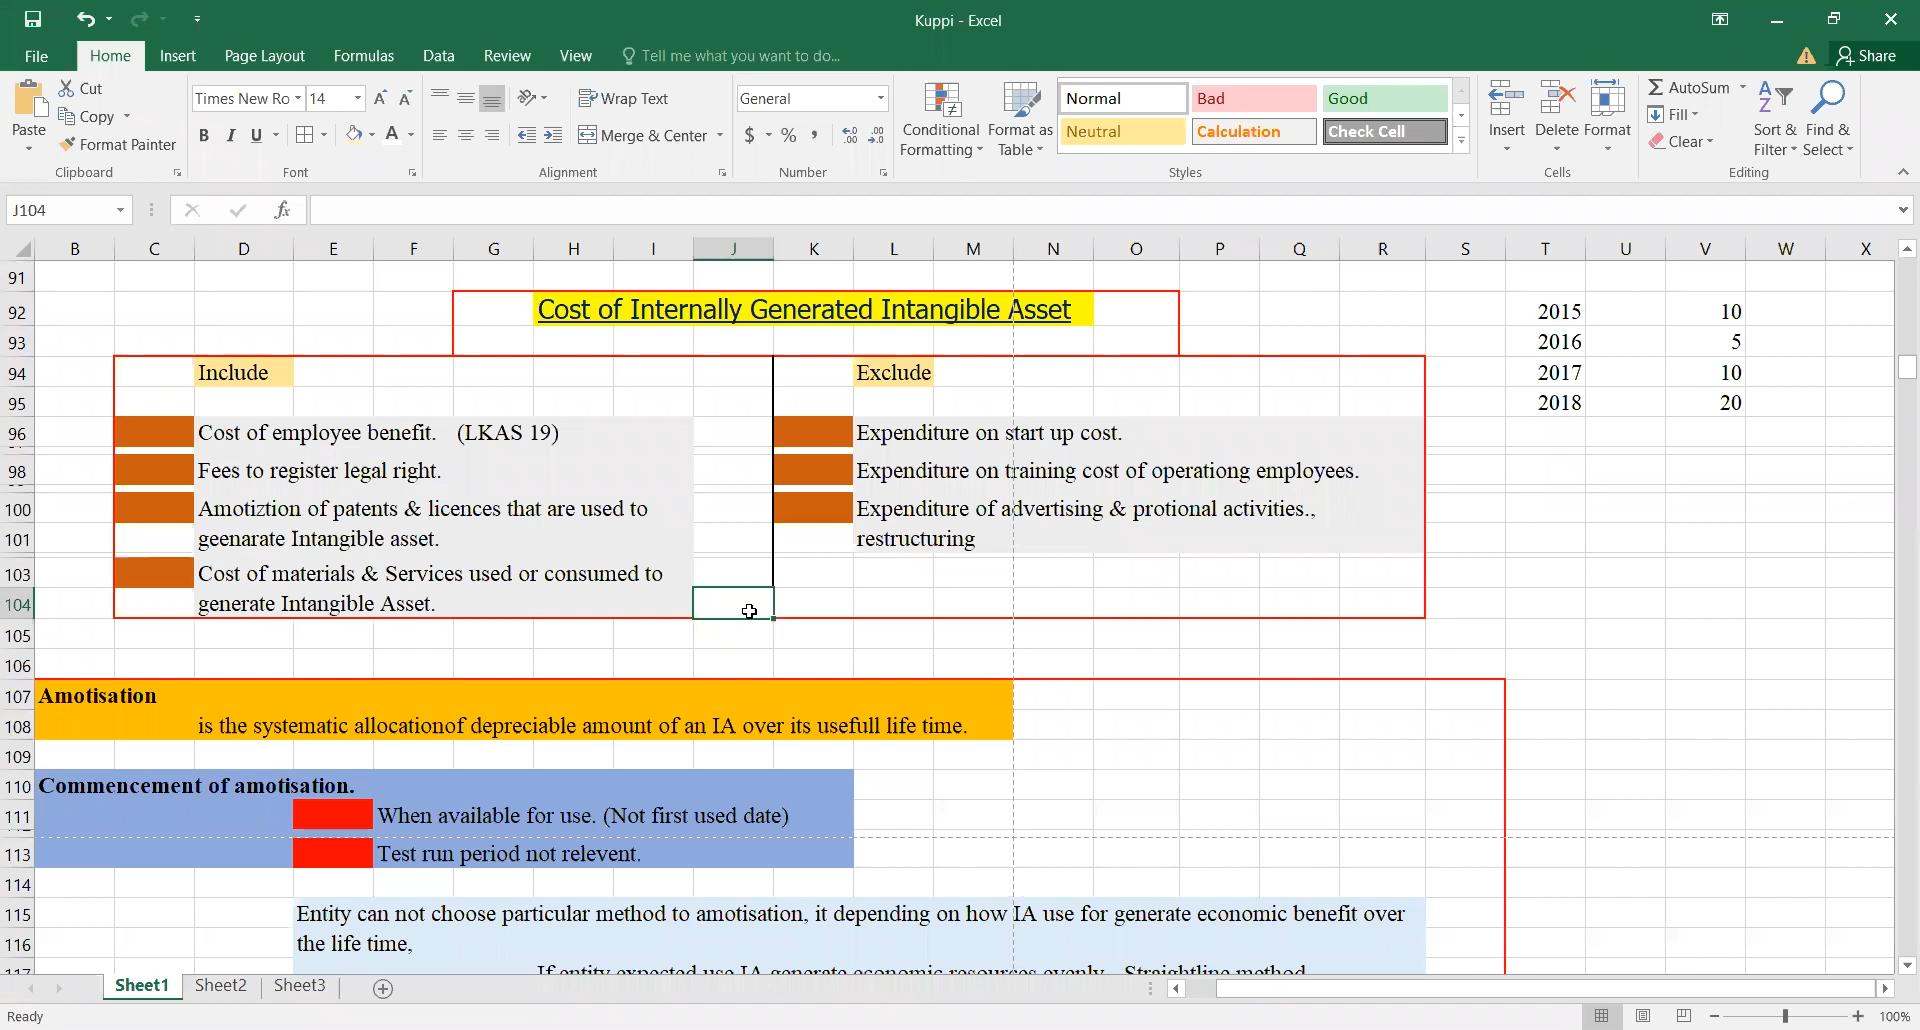 Kuppi - Excel
File Home Insert Page Layout Formulas Data Review View Tell me what you want to do... Share
Paste Cut Copy Format Painter Clipboard
Times New Ro 14 B I U A Font
Wrap Text Merge & Center Alignment
General $ % , Number
Conditional Formatting Format as Table
Normal Bad Good
Neutral Calculation Check Cell
Styles
Insert Delete Format Cells
AutoSum Fill Clear Sort & Filter Find & Select Editing
J104 fx
B C D E F G H I J K L M N O P Q R S T U V W X
91
92 Cost of Internally Generated Intangible Asset 2015 10
93 2016 5
94 Include Exclude 2017 10
95 2018 20
96 Cost of employee benefit. (LKAS 19) Expenditure on start up cost.
98 Fees to register legal right. Expenditure on training cost of operationg employees.
100 Amotiztion of patents & licences that are used to Expenditure of advertising & protional activities.,
101 geenarate Intangible asset. restructuring
103 Cost of materials & Services used or consumed to
104 generate Intangible Asset.
105
106
107 Amotisation
108 is the systematic allocationof depreciable amount of an IA over its usefull life time.
109
110 Commencement of amotisation.
111 When available for use. (Not first used date)
113 Test run period not relevent.
114
115 Entity can not choose particular method to amotisation, it depending on how IA use for generate economic benefit over
116 the life time,
117 If entity expected use IA generate economic resources evenly Straightline method
Sheet1 Sheet2 Sheet3
Ready 100%